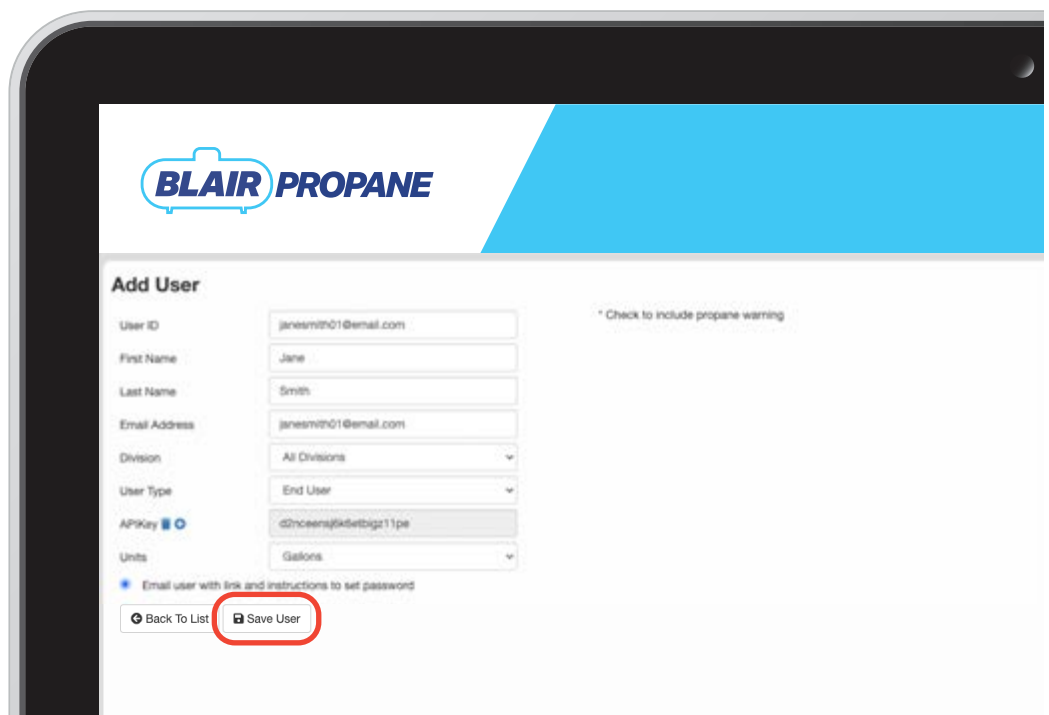 BLAIR PROPANE
Add User
* Check to include propane warning
User ID janesmith01@email.com
First Name Jane
Last Name Smith
Email Address janesmith01@email.com
Division All Divisions
User Type End User
APIKey
Units Gallons
Email user with link and instructions to set password
Back To List Save User